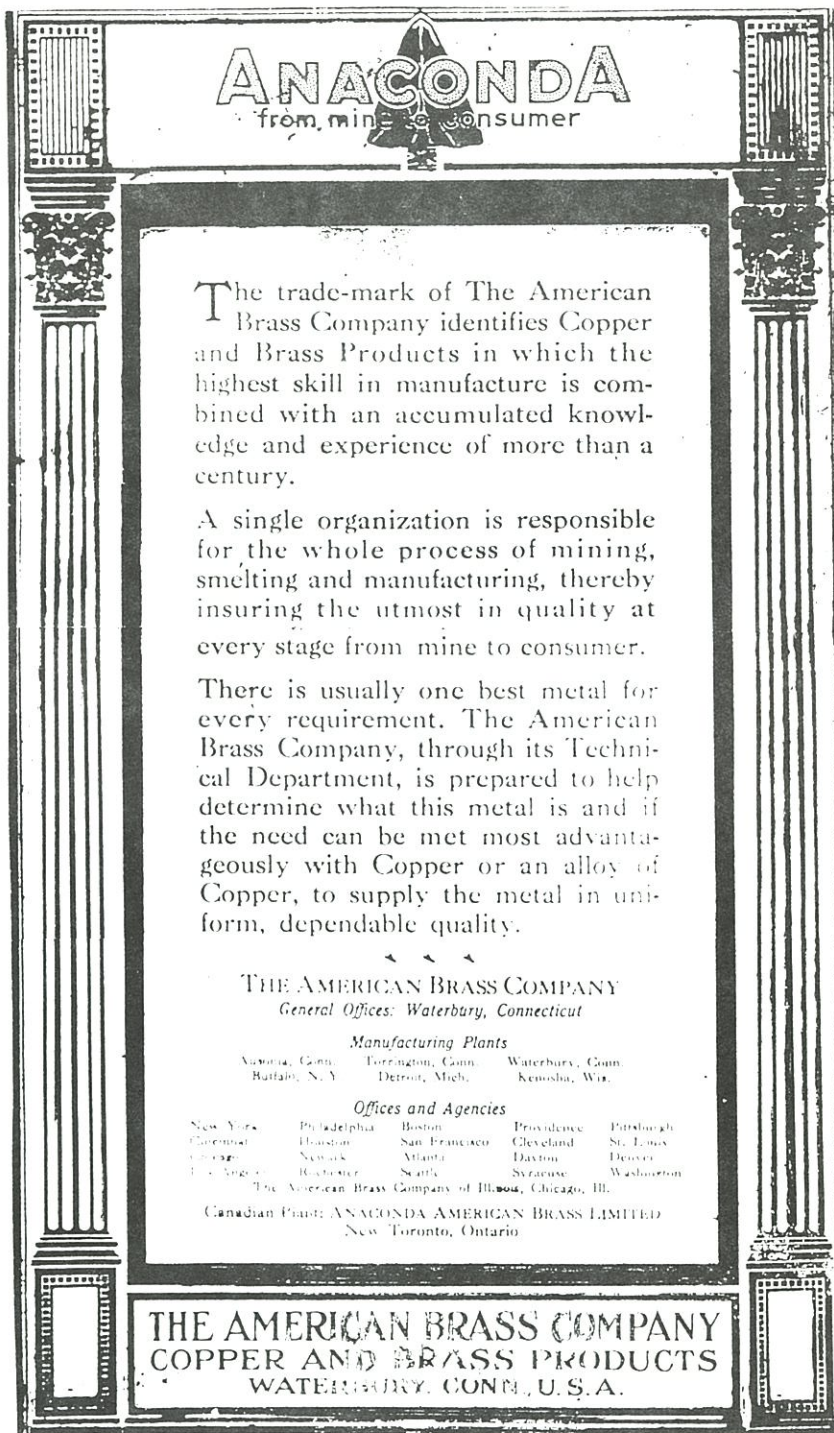 ANACONDA
from mine to consumer
The trade-mark of The American
Brass Company identifies Copper
and Brass Products in which the
highest skill in manufacture is com-
bined with an accumulated knowl-
edge and experience of more than a
century.
A single organization is responsible
for the whole process of mining,
smelting and manufacturing, thereby
insuring the utmost in quality at
every stage from mine to consumer.
There is usually one best metal for
every requirement. The American
Brass Company, through its Techni-
cal Department, is prepared to help
determine what this metal is and if
the need can be met most advanta-
geously with Copper or an alloy of
Copper, to supply the metal in uni-
form, dependable quality.
THE AMERICAN BRASS COMPANY
General Offices: Waterbury, Connecticut
Manufacturing Plants
Ansonia, Conn. Torrington, Conn. Waterbury, Conn.
Buffalo, N. Y. Detroit, Mich. Kenosha, Wis.
Offices and Agencies
New York Philadelphia Boston Providence Pittsburgh
Cincinnati Houston San Francisco Cleveland St. Louis
Chicago Newark Atlanta Dayton Denver
Los Angeles Rochester Seattle Syracuse Washington
The American Brass Company of Illinois, Chicago, Ill.
Canadian Plant: ANACONDA AMERICAN BRASS LIMITED
New Toronto, Ontario
THE AMERICAN BRASS COMPANY
COPPER AND BRASS PRODUCTS
WATERBURY, CONN., U.S.A.